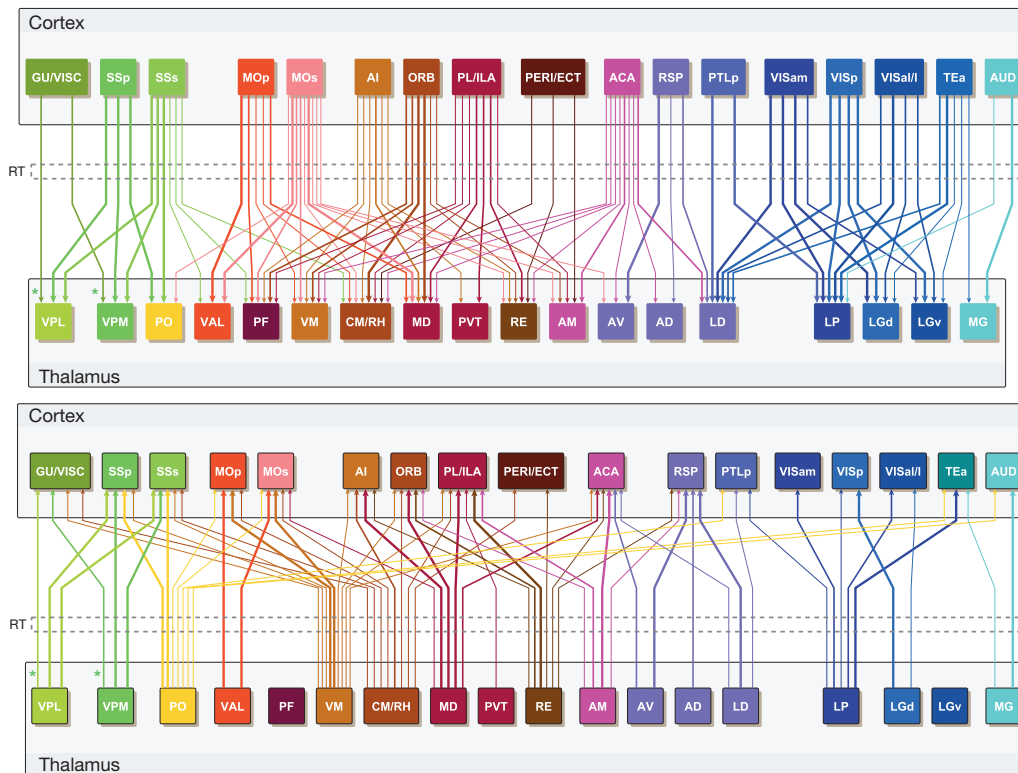 Cortex
GU/VISC SSp SSs MOp MOs AI ORB PL/ILA PERI/ECT ACA RSP PTLp VISam VISp VISal/l TEa AUD
RT
* *
VPL VPM PO VAL PF VM CM/RH MD PVT RE AM AV AD LD LP LGd LGv MG
Thalamus
Cortex
GU/VISC SSp SSs MOp MOs AI ORB PL/ILA PERI/ECT ACA RSP PTLp VISam VISp VISal/l TEa AUD
RT
* *
VPL VPM PO VAL PF VM CM/RH MD PVT RE AM AV AD LD LP LGd LGv MG
Thalamus